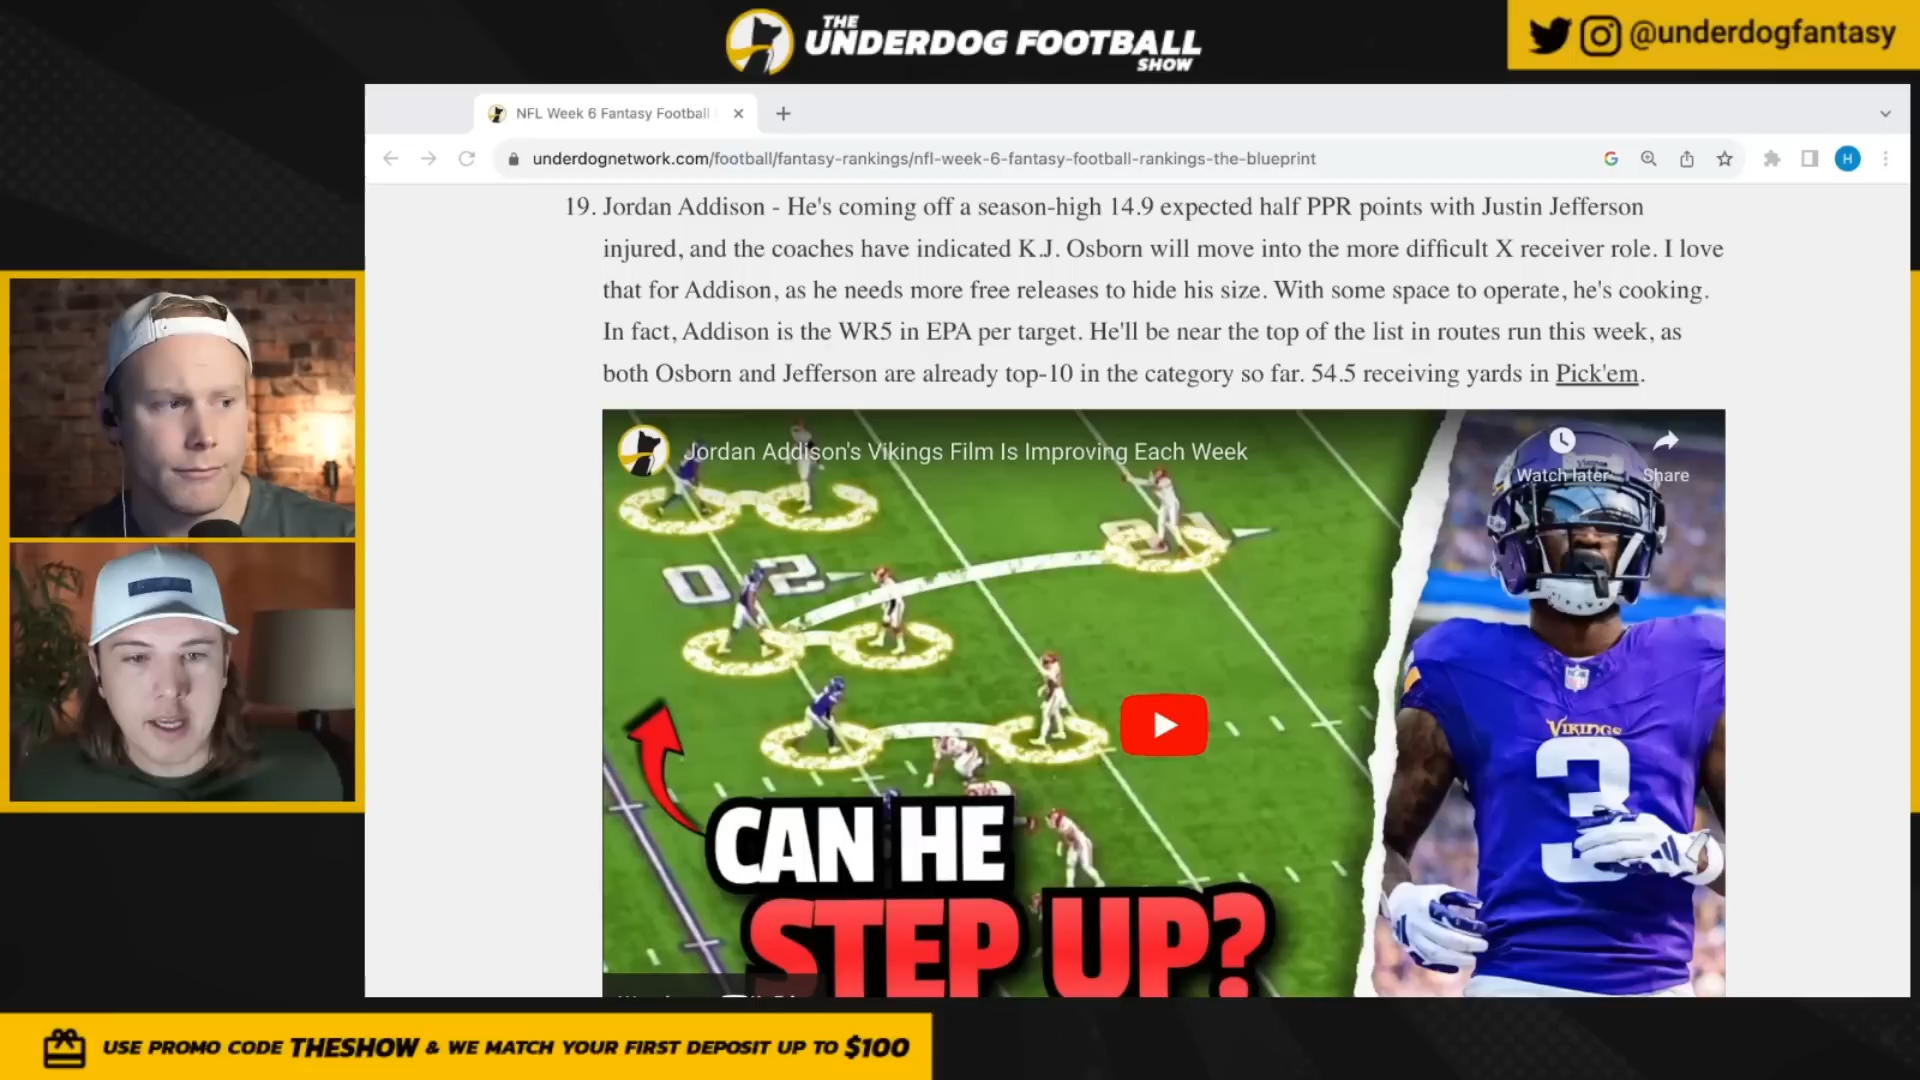 THE
UNDERDOG FOOTBALL
SHOW
@underdogfantasy
NFL Week 6 Fantasy Football
underdognetwork.com/football/fantasy-rankings/nfl-week-6-fantasy-football-rankings-the-blueprint
H
19. Jordan Addison - He's coming off a season-high 14.9 expected half PPR points with Justin Jefferson
injured, and the coaches have indicated K.J. Osborn will move into the more difficult X receiver role. I love
that for Addison, as he needs more free releases to hide his size. With some space to operate, he's cooking.
In fact, Addison is the WR5 in EPA per target. He'll be near the top of the list in routes run this week, as
both Osborn and Jefferson are already top-10 in the category so far. 54.5 receiving yards in Pick'em.
Jordan Addison's Vikings Film Is Improving Each Week
Watch later
Share
0 2
VIKINGS
3
CAN HE
STEP UP?
USE PROMO CODE THESHOW & WE MATCH YOUR FIRST DEPOSIT UP TO $100